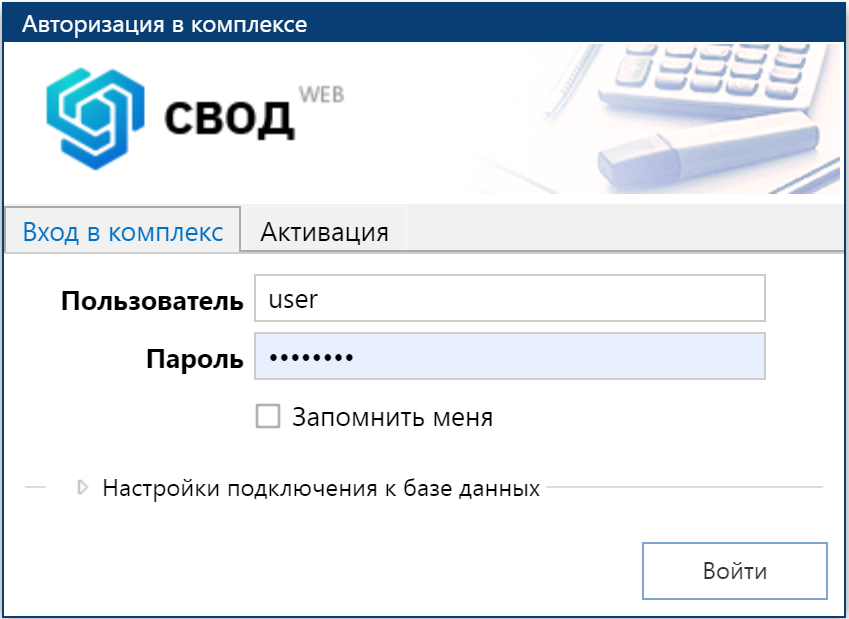 Авторизация в комплексе
СВОД WEB
Вход в комплекс Активация
Пользователь user
Пароль ••••••••
Запомнить меня
Настройки подключения к базе данных
Войти